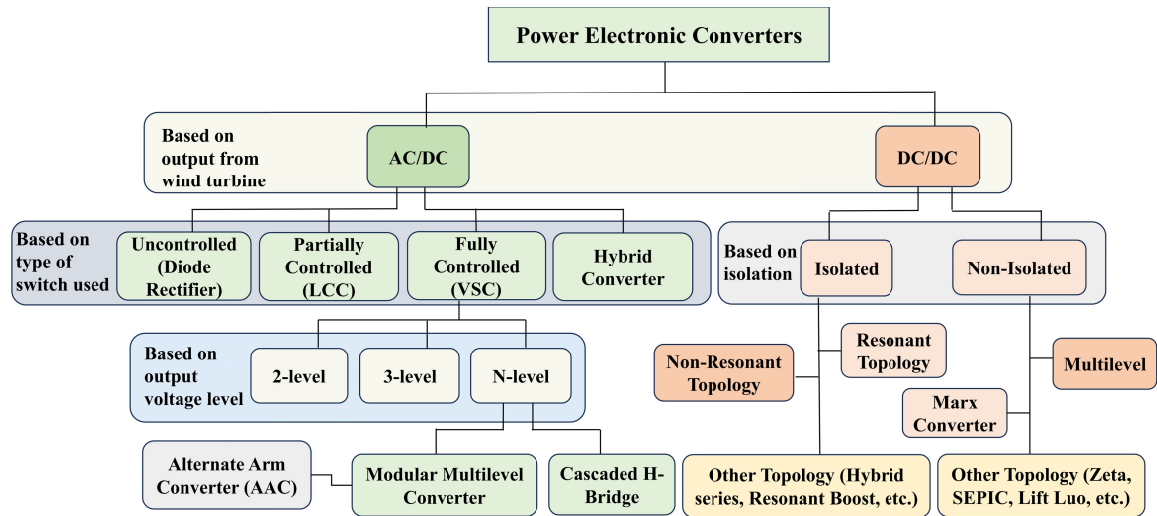 Power Electronic Converters
Based on
output from
wind turbine
AC/DC
DC/DC
Based on
type of
switch used
Uncontrolled
(Diode
Rectifier)
Partially
Controlled
(LCC)
Fully
Controlled
(VSC)
Hybrid
Converter
Based on
isolation
Isolated
Non-Isolated
Based on
output
voltage level
2-level
3-level
N-level
Non-Resonant
Topology
Resonant
Topology
Multilevel
Marx
Converter
Alternate Arm
Converter (AAC)
Modular Multilevel
Converter
Cascaded H-
Bridge
Other Topology (Hybrid
series, Resonant Boost, etc.)
Other Topology (Zeta,
SEPIC, Lift Luo, etc.)